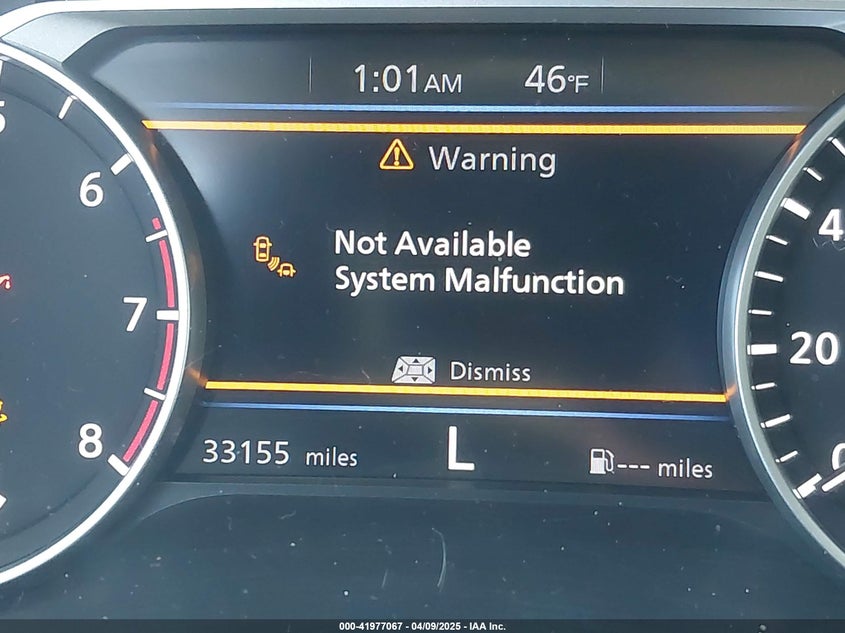 1:01AM 46°F
Warning
Not Available
System Malfunction
Dismiss
33155 miles L --- miles
6
7
8
20
000-41977067 - 04/09/2025 - IAA Inc.